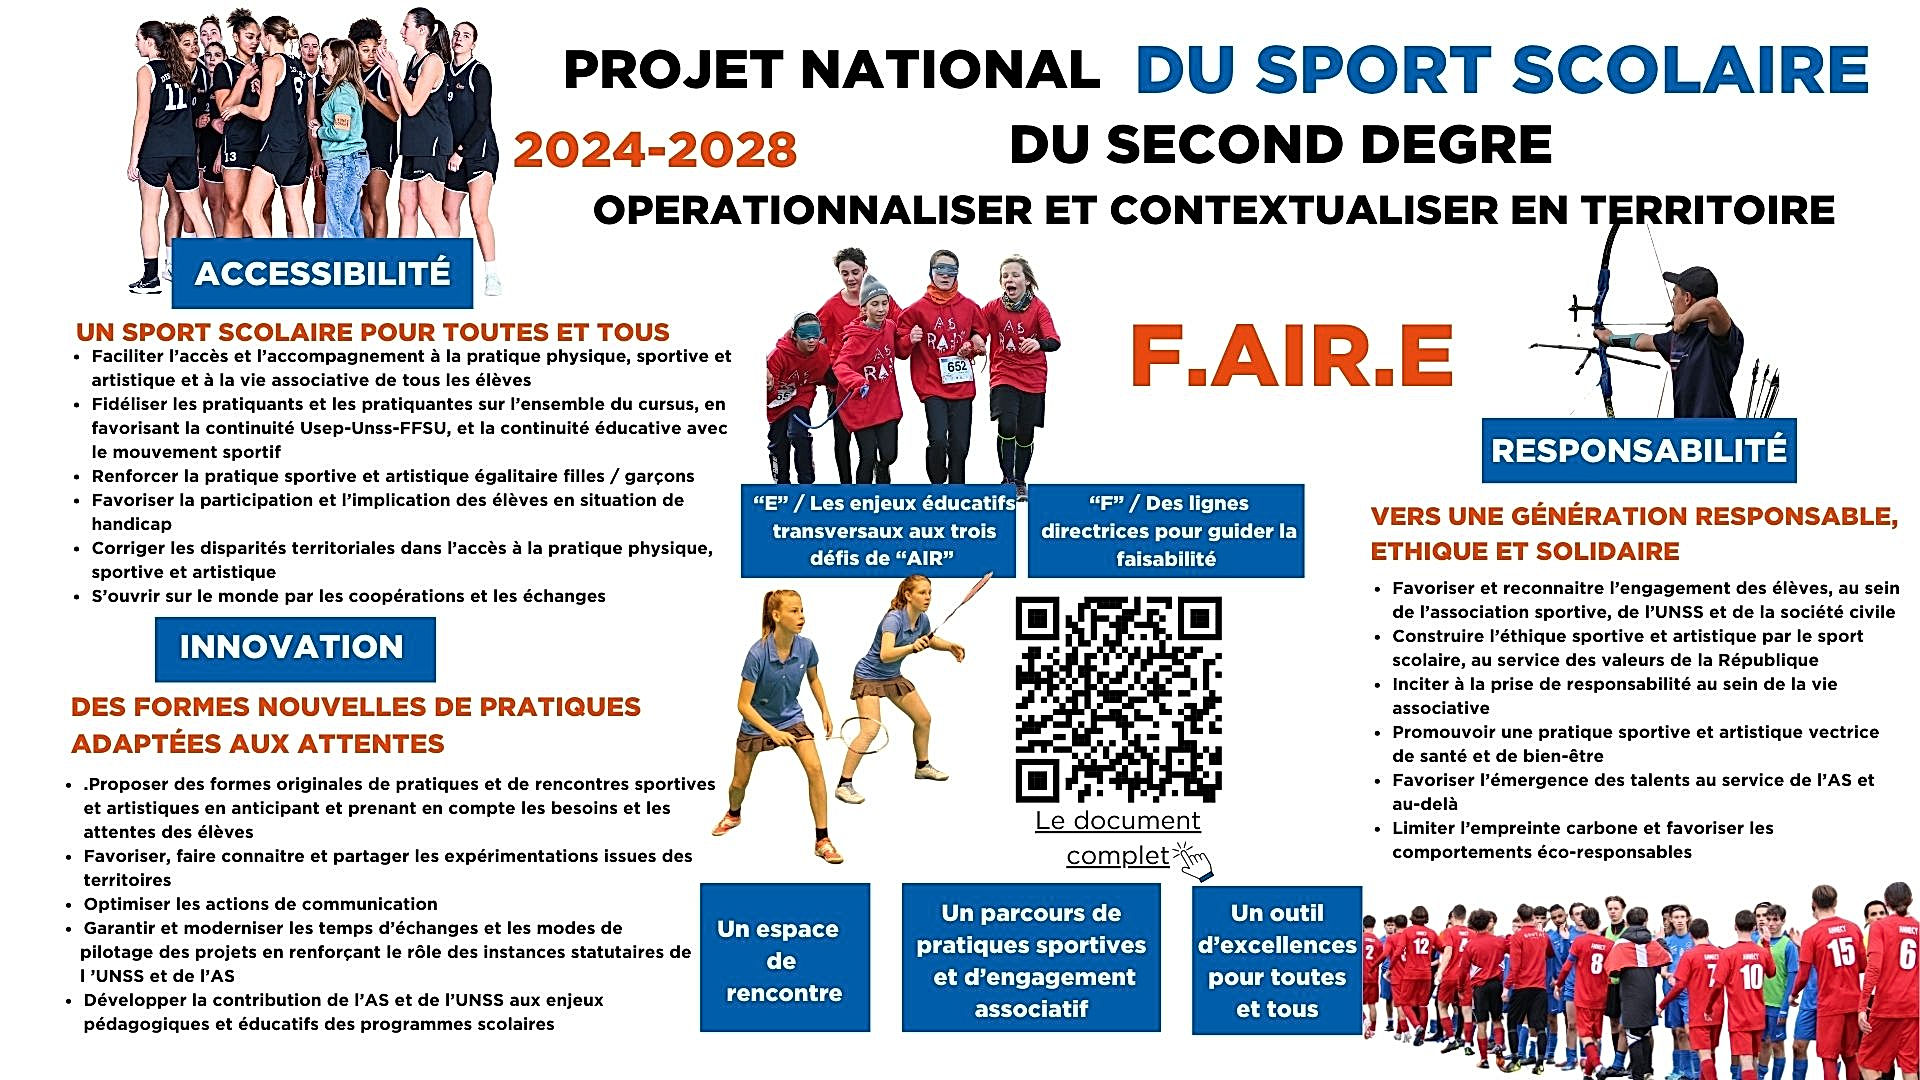 PROJET NATIONAL DU SPORT SCOLAIRE
2024-2028 DU SECOND DEGRE
OPERATIONNALISER ET CONTEXTUALISER EN TERRITOIRE
ACCESSIBILITÉ
UN SPORT SCOLAIRE POUR TOUTES ET TOUS
• Faciliter l'accès et l'accompagnement à la pratique physique, sportive et
artistique et à la vie associative de tous les élèves
• Fidéliser les pratiquants et les pratiquantes sur l'ensemble du cursus, en
favorisant la continuité Usep-Unss-FFSU, et la continuité éducative avec
le mouvement sportif
• Renforcer la pratique sportive et artistique égalitaire filles / garçons
• Favoriser la participation et l'implication des élèves en situation de
handicap
• Corriger les disparités territoriales dans l'accès à la pratique physique,
sportive et artistique
• S'ouvrir sur le monde par les coopérations et les échanges
INNOVATION
DES FORMES NOUVELLES DE PRATIQUES
ADAPTÉES AUX ATTENTES
• .Proposer des formes originales de pratiques et de rencontres sportives
et artistiques en anticipant et prenant en compte les besoins et les
attentes des élèves
• Favoriser, faire connaitre et partager les expérimentations issues des
territoires
• Optimiser les actions de communication
• Garantir et moderniser les temps d'échanges et les modes de
pilotage des projets en renforçant le rôle des instances statutaires de
l 'UNSS et de l'AS
• Développer la contribution de l'AS et de l'UNSS aux enjeux
pédagogiques et éducatifs des programmes scolaires
F.AIR.E
“E” / Les enjeux éducatifs
transversaux aux trois
défis de “AIR”
“F” / Des lignes
directrices pour guider la
faisabilité
Le document
complet
Un espace
de
rencontre
Un parcours de
pratiques sportives
et d'engagement
associatif
Un outil
d'excellences
pour toutes
et tous
RESPONSABILITÉ
VERS UNE GÉNÉRATION RESPONSABLE,
ETHIQUE ET SOLIDAIRE
• Favoriser et reconnaitre l'engagement des élèves, au sein
de l'association sportive, de l'UNSS et de la société civile
• Construire l'éthique sportive et artistique par le sport
scolaire, au service des valeurs de la République
• Inciter à la prise de responsabilité au sein de la vie
associative
• Promouvoir une pratique sportive et artistique vectrice
de santé et de bien-être
• Favoriser l'émergence des talents au service de l'AS et
au-delà
• Limiter l'empreinte carbone et favoriser les
comportements éco-responsables
11
13
8
9
652
2
12
8
7
ANNECY
10
ANNECY
15
ANNECY
6